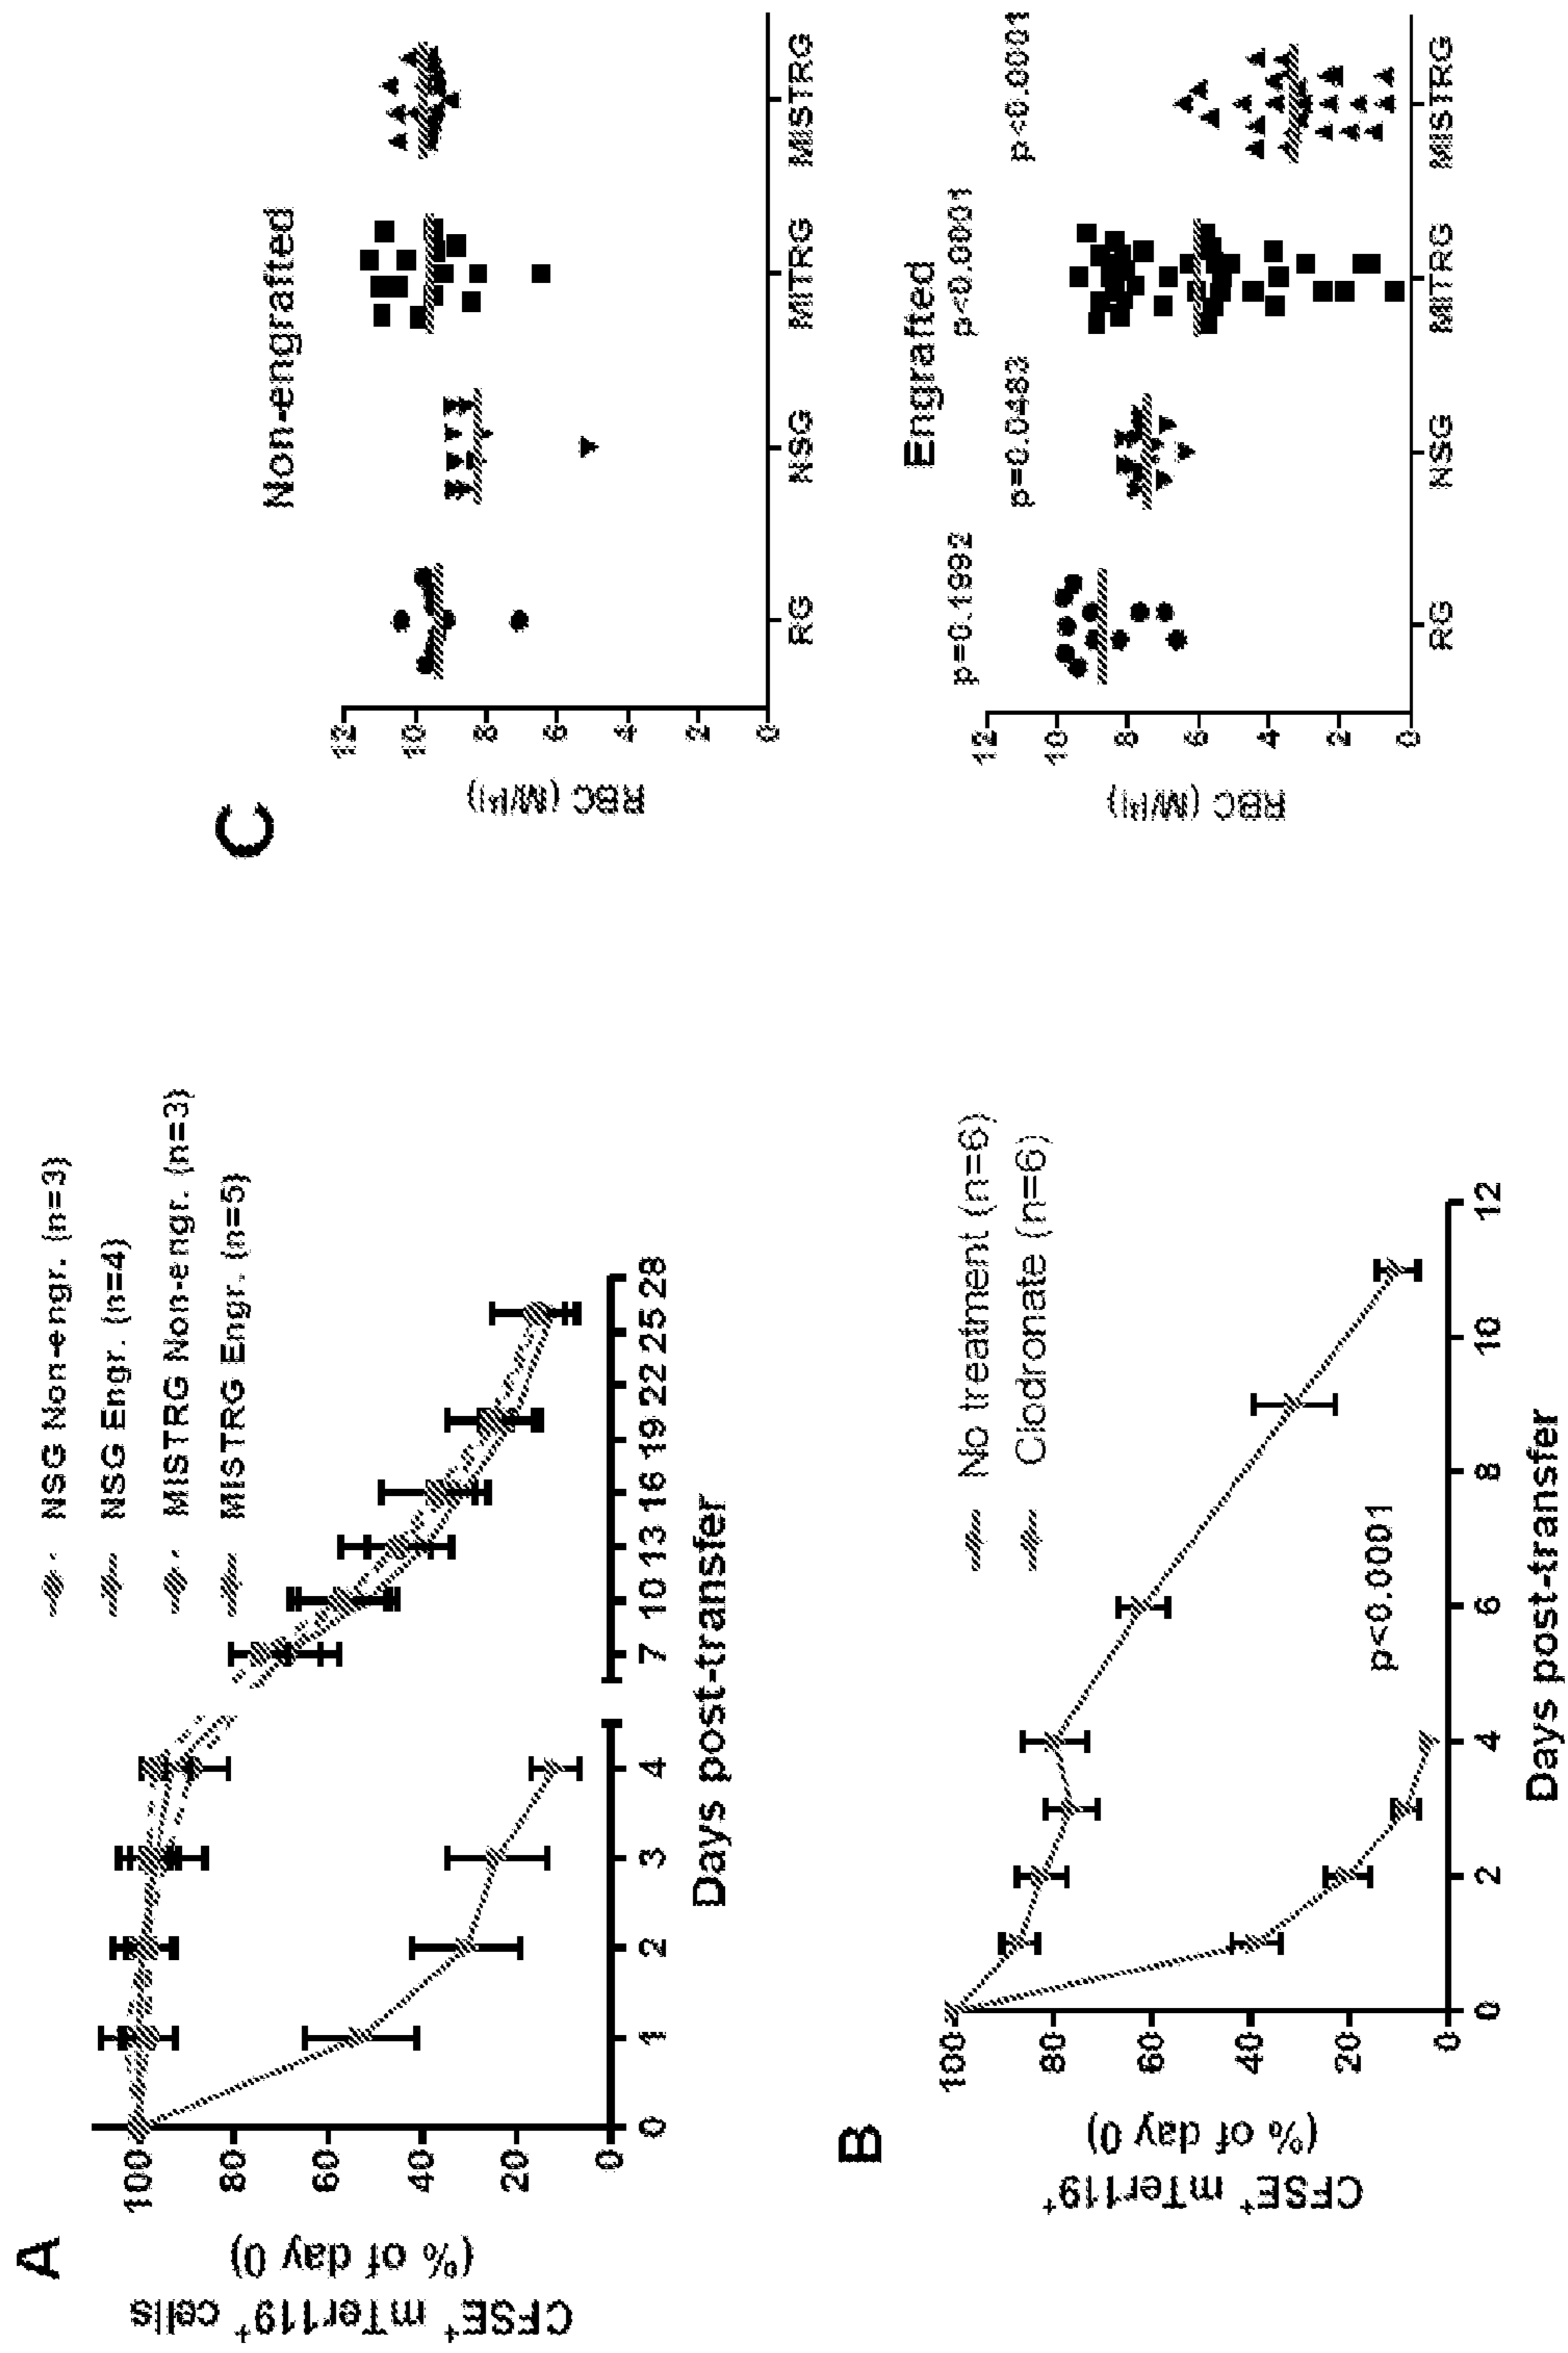 A
CFSE+ mTer119+ cells
(% of day 0)
100
80
60
40
20
0
1
2
3
4
7
10
13
16
19
22
25
28
Days post-transfer
NSG Non-engr. (n=3)
NSG Engr. (n=4)
MISTRG Non-engr. (n=3)
MISTRG Engr. (n=5)
B
CFSE+ mTer119+
(% of day 0)
100
80
60
40
20
0
0
2
4
6
8
10
12
Days post-transfer
p<0.0001
No treatment (n=6)
Clodronate (n=6)
C
Non-engrafted
RBC (M/µl)
12
10
8
6
4
2
0
RG
NSG
MITRG
MISTRG
Engrafted
p=0.1992
p=0.0483
p<0.0001
p<0.0001
RBC (M/µl)
12
10
8
6
4
2
0
RG
NSG
MITRG
MISTRG